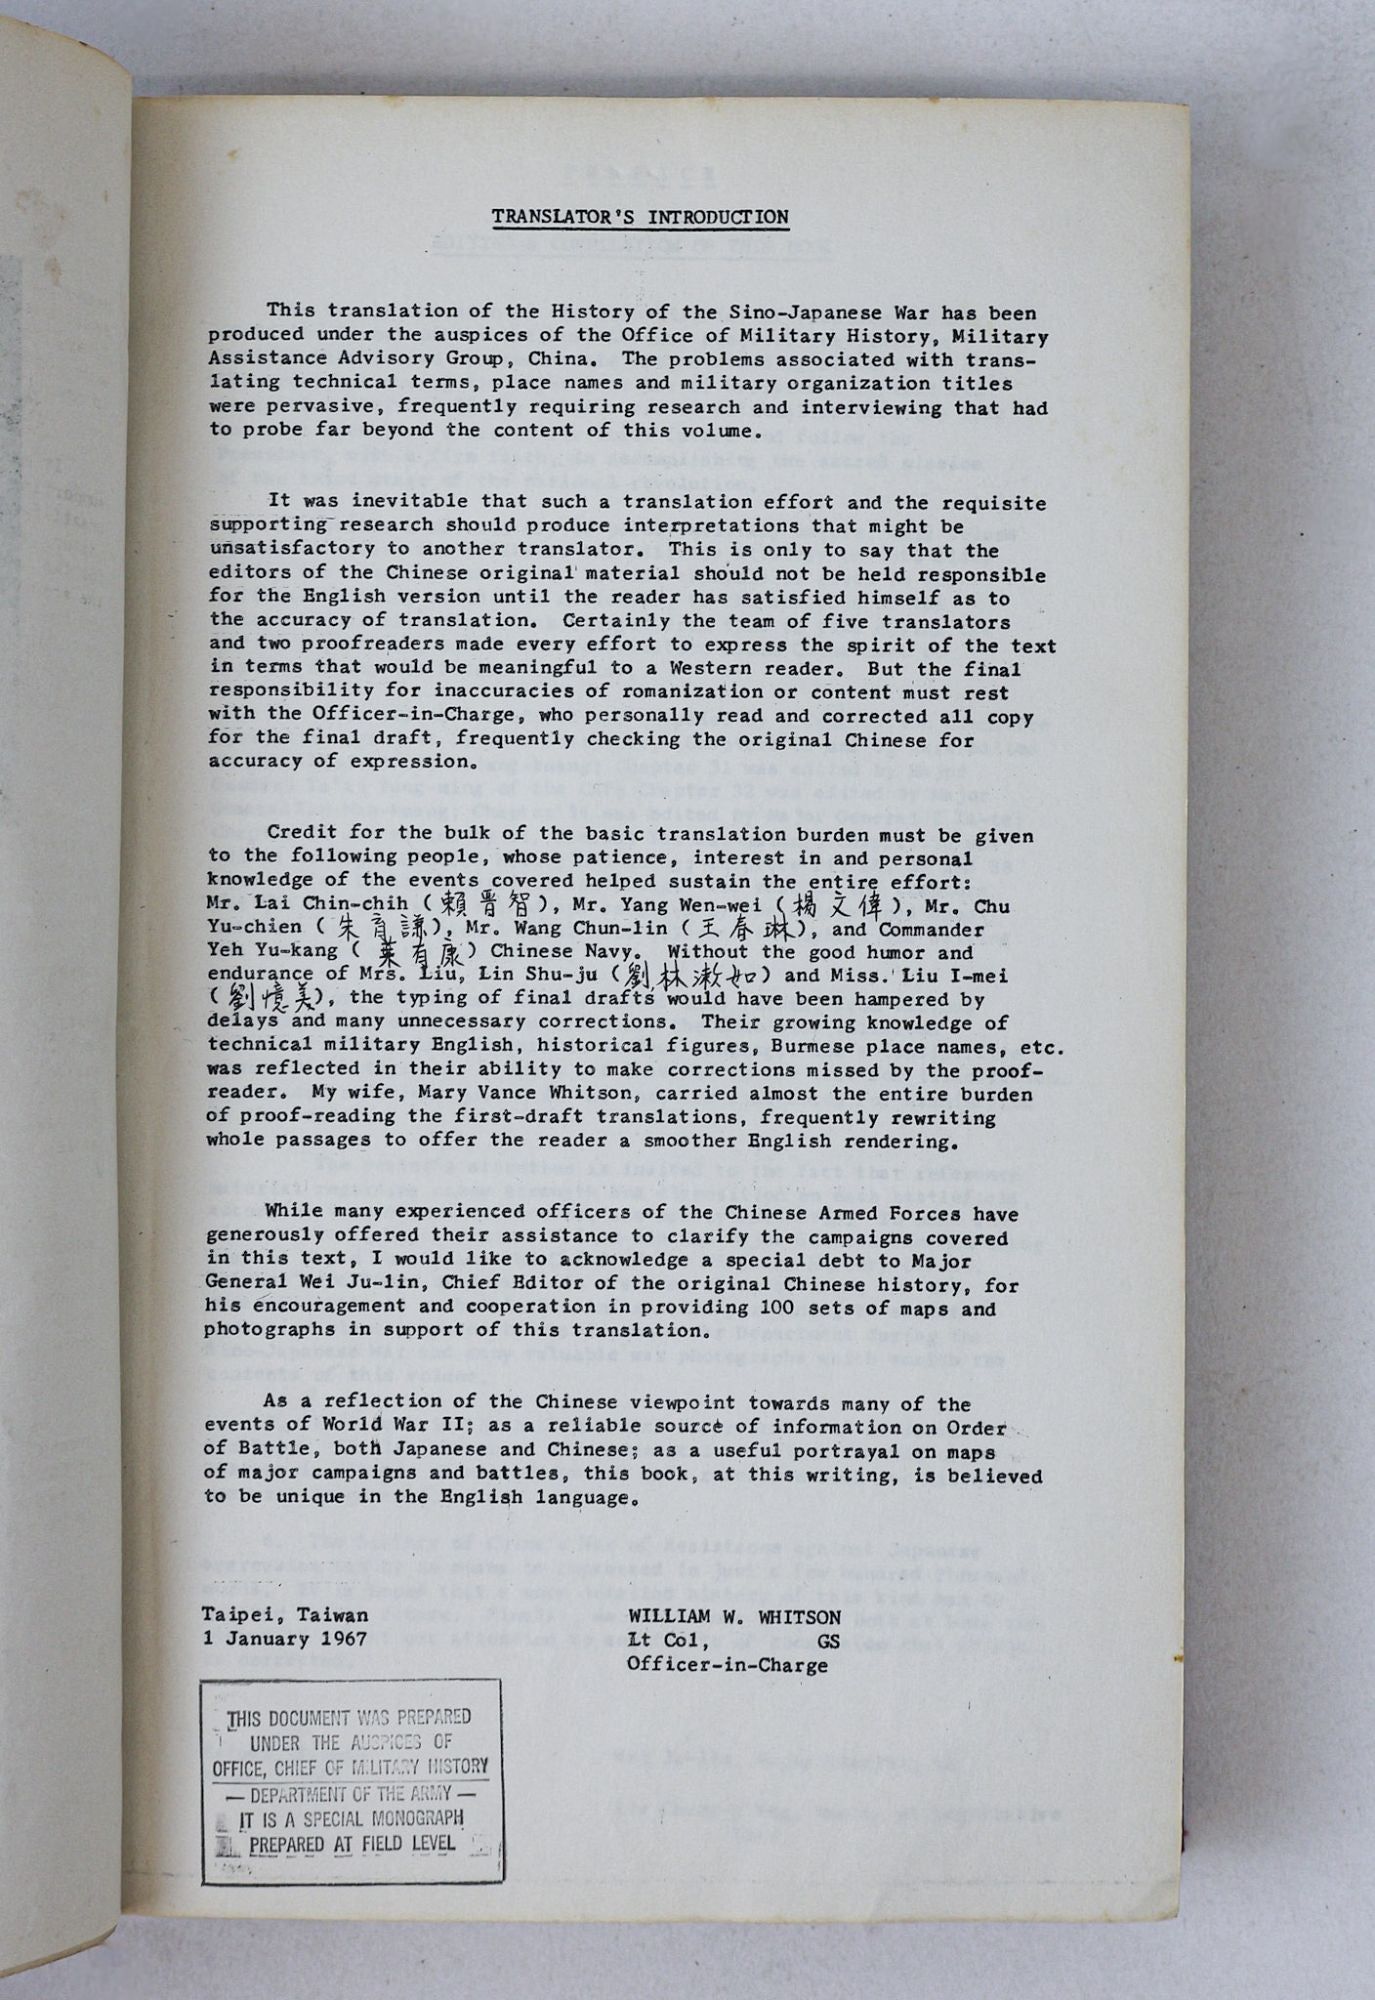 TRANSLATOR'S INTRODUCTION
This translation of the History of the Sino-Japanese War has been
produced under the auspices of the Office of Military History, Military
Assistance Advisory Group, China. The problems associated with trans-
lating technical terms, place names and military organization titles
were pervasive, frequently requiring research and interviewing that had
to probe far beyond the content of this volume.
It was inevitable that such a translation effort and the requisite
supporting research should produce interpretations that might be
unsatisfactory to another translator. This is only to say that the
editors of the Chinese original material should not be held responsible
for the English version until the reader has satisfied himself as to
the accuracy of translation. Certainly the team of five translators
and two proofreaders made every effort to express the spirit of the text
in terms that would be meaningful to a Western reader. But the final
responsibility for inaccuracies of romanization or content must rest
with the Officer-in-Charge, who personally read and corrected all copy
for the final draft, frequently checking the original Chinese for
accuracy of expression.
Credit for the bulk of the basic translation burden must be given
to the following people, whose patience, interest in and personal
knowledge of the events covered helped sustain the entire effort:
Mr. Lai Chin-chih (賴晋智), Mr. Yang Wen-wei (楊文偉), Mr. Chu
Yu-chien (朱育謙), Mr. Wang Chun-lin (王春琳), and Commander
Yeh Yu-kang (葉有康) Chinese Navy. Without the good humor and
endurance of Mrs. Liu, Lin Shu-ju (劉林漱如) and Miss. Liu I-mei
(劉憶美), the typing of final drafts would have been hampered by
delays and many unnecessary corrections. Their growing knowledge of
technical military English, historical figures, Burmese place names, etc.
was reflected in their ability to make corrections missed by the proof-
reader. My wife, Mary Vance Whitson, carried almost the entire burden
of proof-reading the first-draft translations, frequently rewriting
whole passages to offer the reader a smoother English rendering.
While many experienced officers of the Chinese Armed Forces have
generously offered their assistance to clarify the campaigns covered
in this text, I would like to acknowledge a special debt to Major
General Wei Ju-lin, Chief Editor of the original Chinese history, for
his encouragement and cooperation in providing 100 sets of maps and
photographs in support of this translation.
As a reflection of the Chinese viewpoint towards many of the
events of World War II; as a reliable source of information on Order
of Battle, both Japanese and Chinese; as a useful portrayal on maps
of major campaigns and battles, this book, at this writing, is believed
to be unique in the English language.
Taipei, Taiwan
1 January 1967
WILLIAM W. WHITSON
Lt Col, GS
Officer-in-Charge
THIS DOCUMENT WAS PREPARED
UNDER THE AUSPICES OF
OFFICE, CHIEF OF MILITARY HISTORY
— DEPARTMENT OF THE ARMY —
IT IS A SPECIAL MONOGRAPH
PREPARED AT FIELD LEVEL